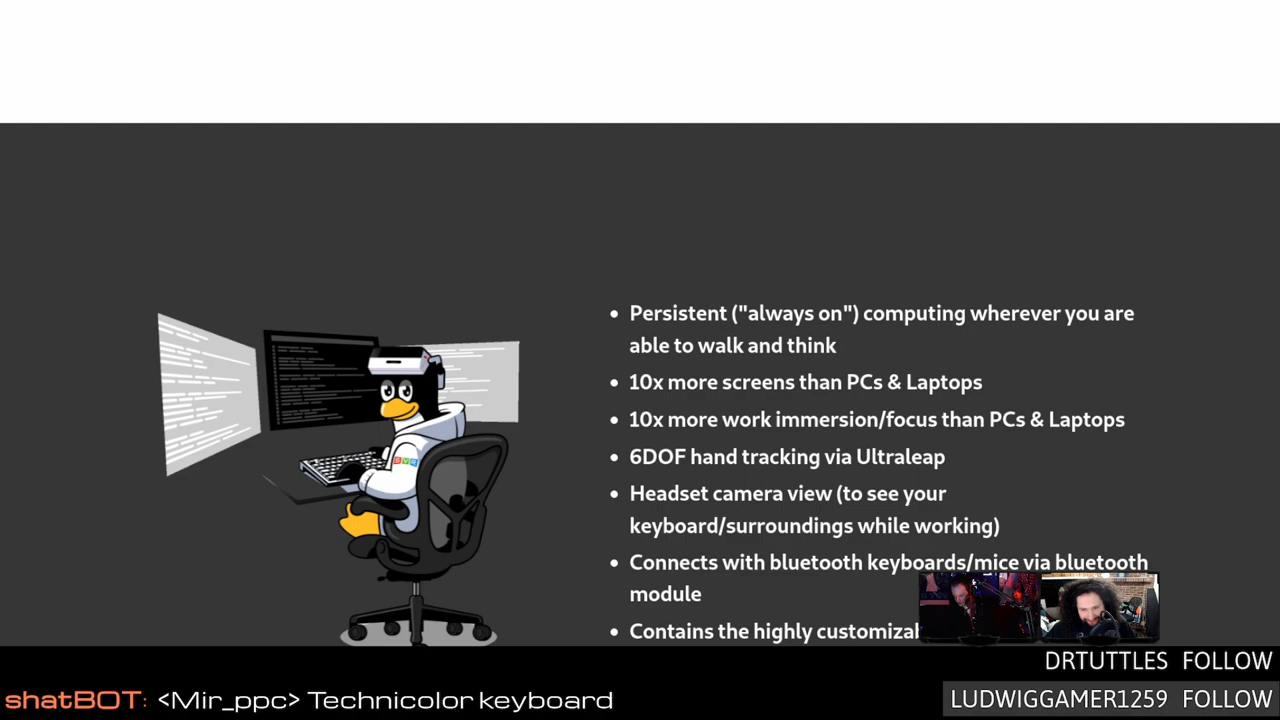 Persistent ("always on") computing wherever you are
able to walk and think
10x more screens than PCs & Laptops
10x more work immersion/focus than PCs & Laptops
6DOF hand tracking via Ultraleap
Headset camera view (to see your
keyboard/surroundings while working)
Connects with bluetooth keyboards/mice via bluetooth
module
Contains the highly
DRTUTTLES FOLLOW
shatBOT: <Mir_ppc> Technicolor keyboard
LUDWIGGAMER1259 FOLLOW